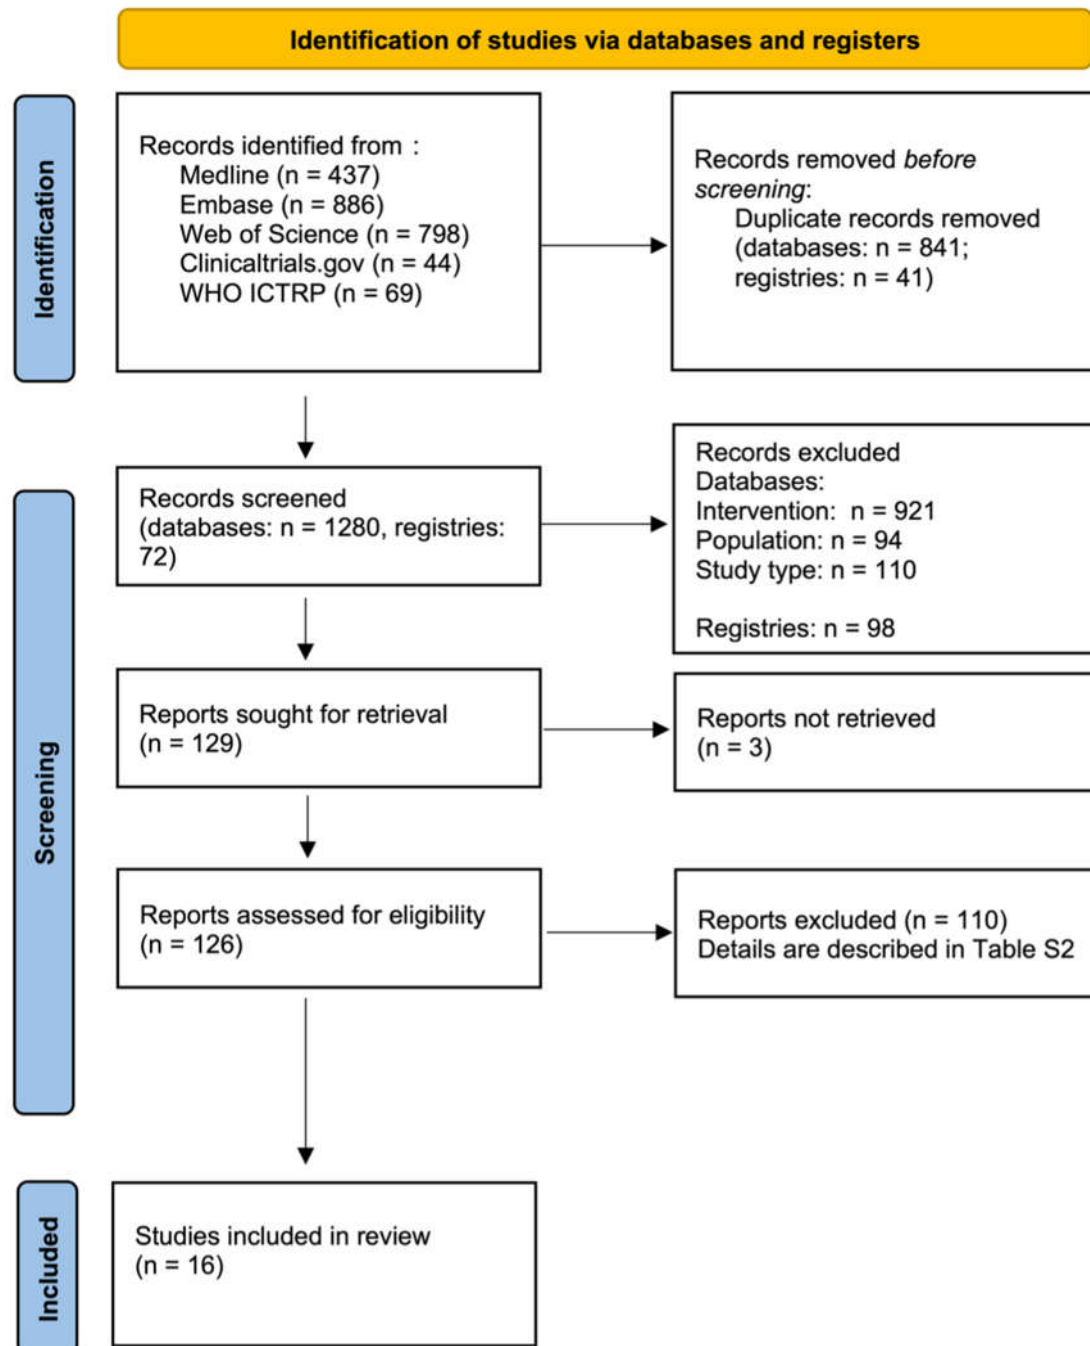 Identification of studies via databases and registers
Identification
Records identified from :
Medline (n = 437)
Embase (n = 886)
Web of Science (n = 798)
Clinicaltrials.gov (n = 44)
WHO ICTRP (n = 69)
Records removed before
screening:
Duplicate records removed
(databases: n = 841;
registries: n = 41)
Screening
Records screened
(databases: n = 1280, registries:
72)
Records excluded
Databases:
Intervention:  n = 921
Population: n = 94
Study type: n = 110
Registries: n = 98
Reports sought for retrieval
(n = 129)
Reports not retrieved
(n = 3)
Reports assessed for eligibility
(n = 126)
Reports excluded (n = 110)
Details are described in Table S2
Included
Studies included in review
(n = 16)